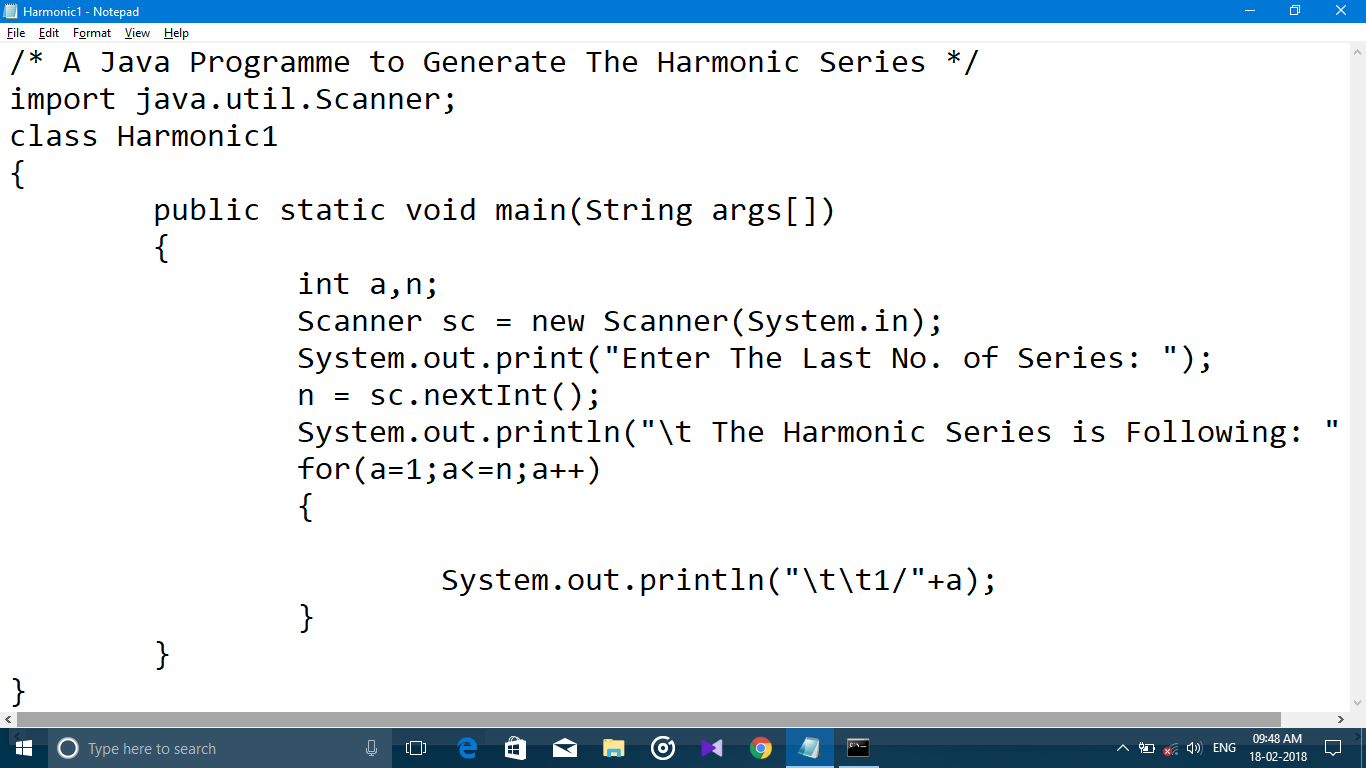 Harmonic1 - Notepad
File Edit Format View Help
/* A Java Programme to Generate The Harmonic Series */
import java.util.Scanner;
class Harmonic1
{
        public static void main(String args[])
        {
                int a,n;
                Scanner sc = new Scanner(System.in);
                System.out.print("Enter The Last No. of Series: ");
                n = sc.nextInt();
                System.out.println("\t The Harmonic Series is Following: "
                for(a=1;a<=n;a++)
                {

                        System.out.println("\t\t1/"+a);
                }
        }
}
Type here to search
ENG
09:48 AM
18-02-2018